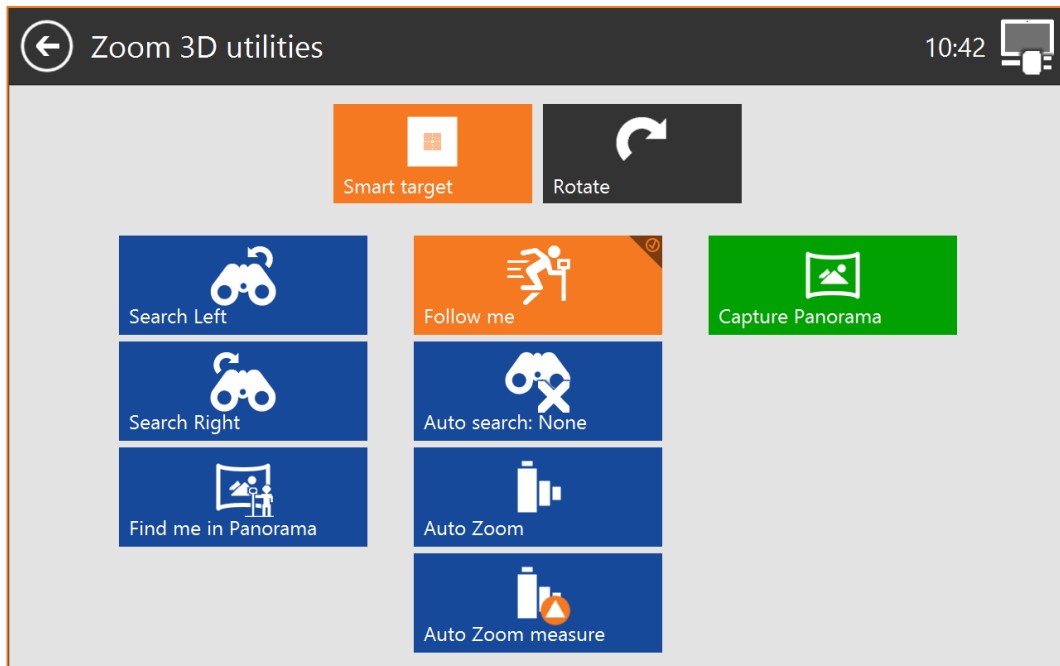 Zoom 3D utilities
10:42
Smart target
Rotate
Search Left
Follow me
Capture Panorama
Search Right
Auto search: None
Find me in Panorama
Auto Zoom
Auto Zoom measure